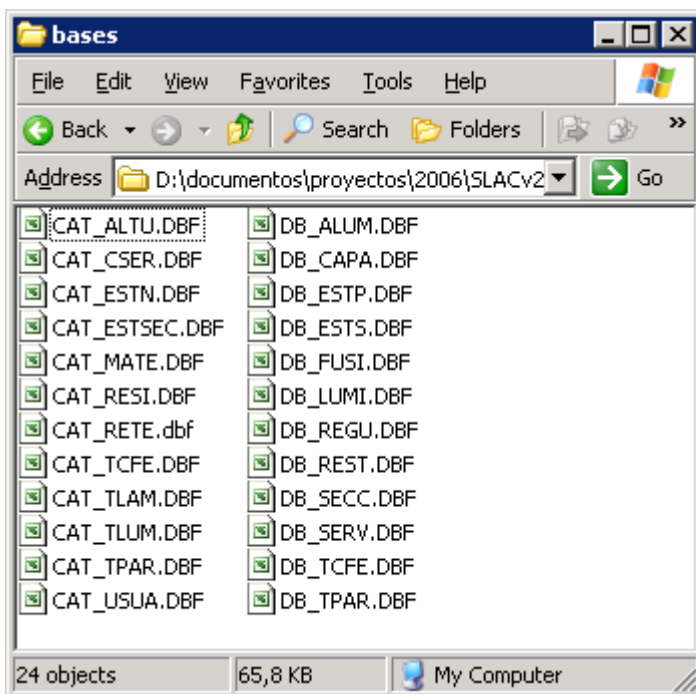 bases
File Edit View Favorites Tools Help
Back Search Folders »
Address D:\documentos\proyectos\2006\SLACv2 Go
CAT_ALTU.DBF DB_ALUM.DBF
CAT_CSER.DBF DB_CAPA.DBF
CAT_ESTN.DBF DB_ESTP.DBF
CAT_ESTSEC.DBF DB_ESTS.DBF
CAT_MATE.DBF DB_FUSI.DBF
CAT_RESI.DBF DB_LUMI.DBF
CAT_RETE.dbf DB_REGU.DBF
CAT_TCFE.DBF DB_REST.DBF
CAT_TLAM.DBF DB_SECC.DBF
CAT_TLUM.DBF DB_SERV.DBF
CAT_TPAR.DBF DB_TCFE.DBF
CAT_USUA.DBF DB_TPAR.DBF
24 objects 65,8 KB My Computer